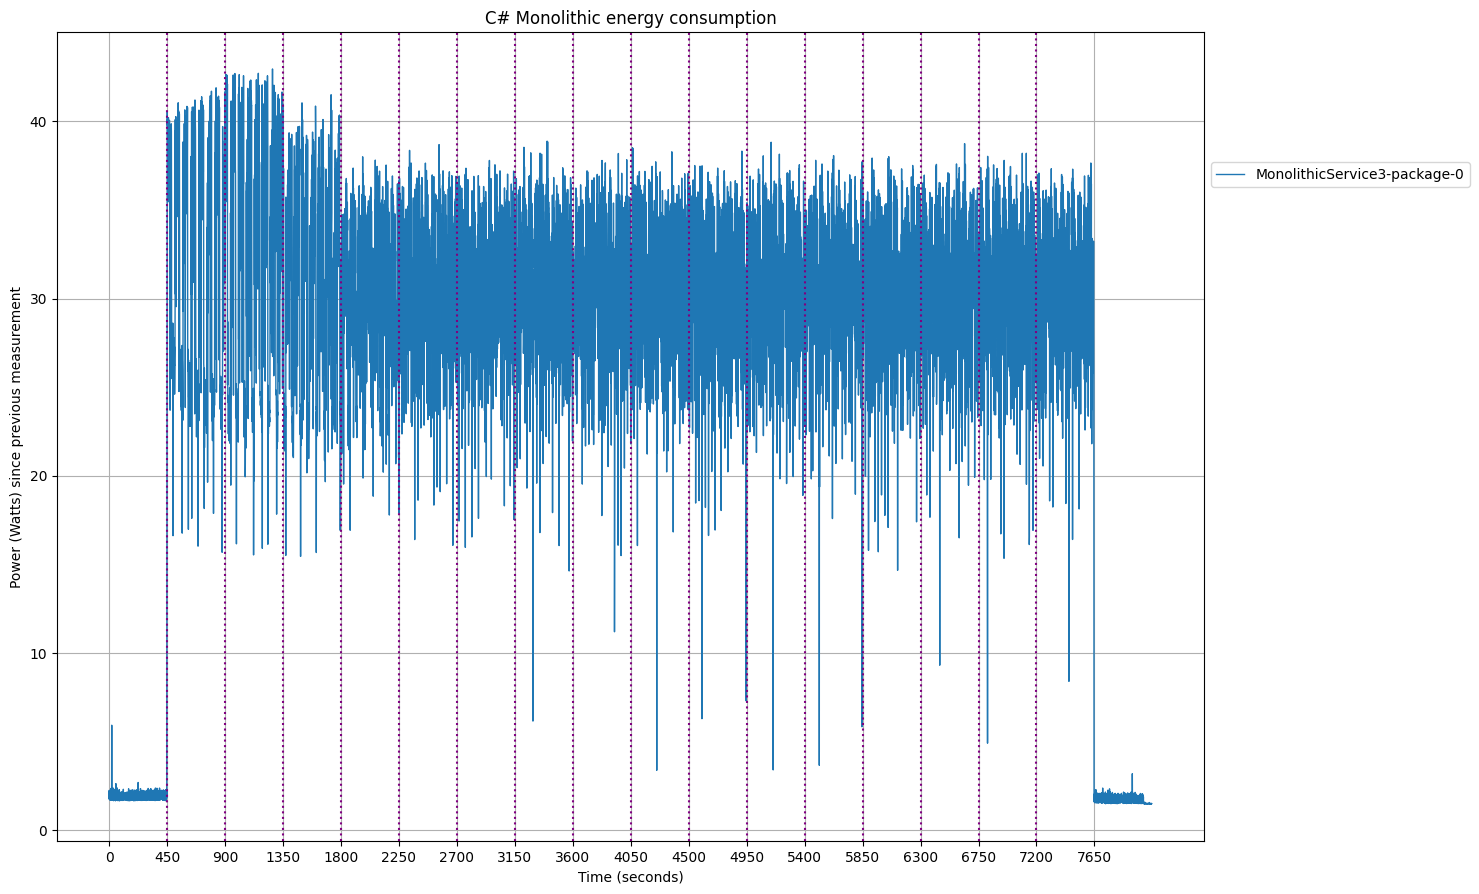 C# Monolithic energy consumption
Power (Watts) since previous measurement
40
30
20
10
0
MonolithicService3-package-0
0 450 900 1350 1800 2250 2700 3150 3600 4050 4500 4950 5400 5850 6300 6750 7200 7650
Time (seconds)